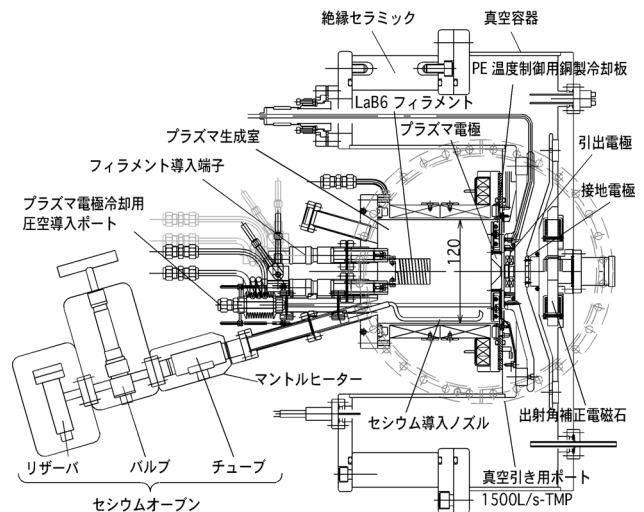 絶縁セラミック
真空容器
PE 温度制御用銅製冷却板
LaB6 フィラメント
プラズマ電極
プラズマ生成室
引出電極
フィラメント導入端子
接地電極
プラズマ電極冷却用
圧空導入ポート
120
マントルヒーター
セシウム導入ノズル
出射角補正電磁石
リザーバ
バルブ
チューブ
真空引き用ポート
1500L/s-TMP
セシウムオーブン